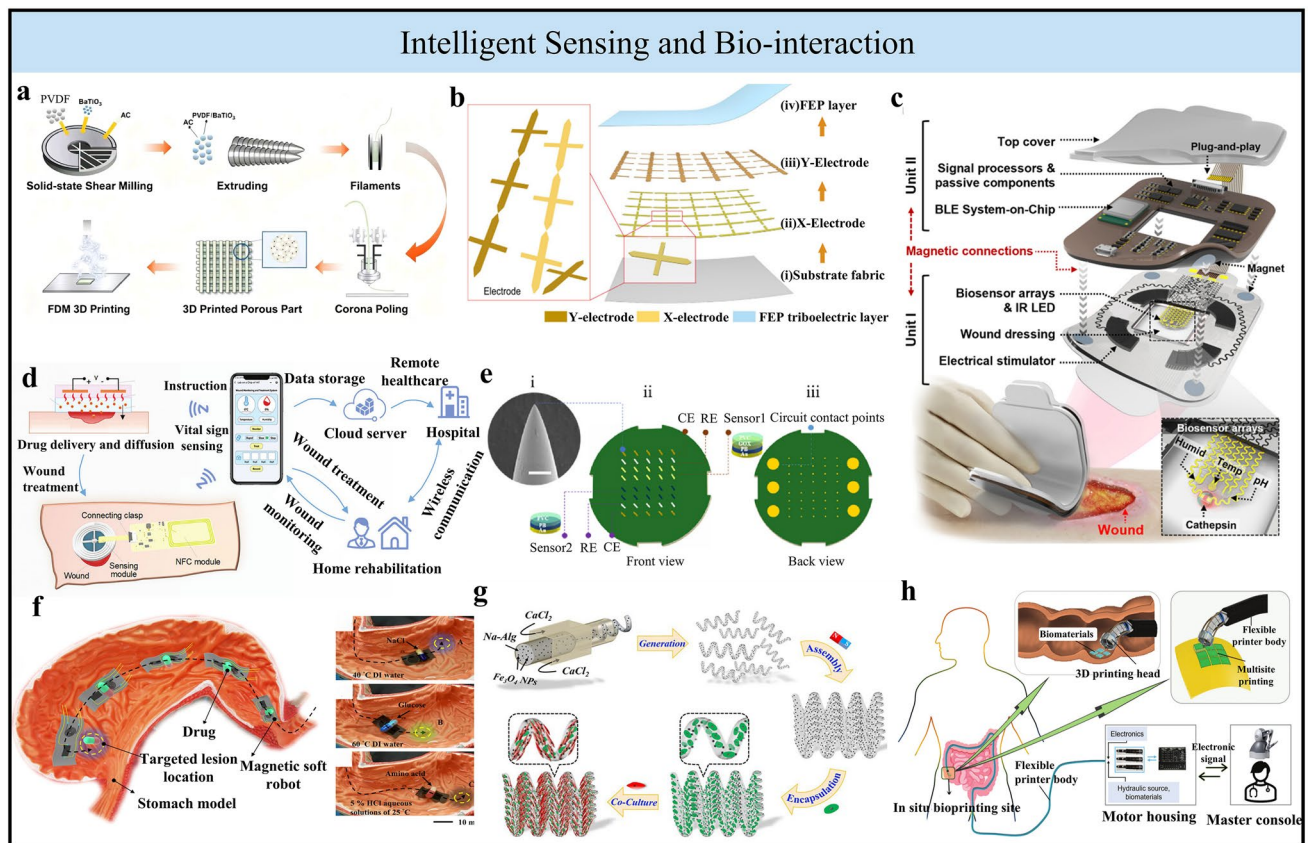 Intelligent Sensing and Bio-interaction
a
PVDF
BaTiO₃
AC
PVDF/BaTiO₃
AC
Solid-state Shear Milling
Extruding
Filaments
FDM 3D Printing
3D Printed Porous Part
Corona Poling
b
(iv)FEP layer
(iii)Y-Electrode
(ii)X-Electrode
(i)Substrate fabric
Electrode
Y-electrode
X-electrode
FEP triboelectric layer
c
Unit II
Top cover
Plug-and-play
Signal processors &
passive components
BLE System-on-Chip
Magnetic connections
Magnet
Unit I
Biosensor arrays
& IR LED
Wound dressing
Electrical stimulator
Biosensor arrays
Humid
Temp
pH
Cathepsin
Wound
d
V
Drug delivery and diffusion
Instruction
Vital sign
sensing
Data storage
Remote
healthcare
Cloud server
Hospital
Wound
treatment
Wound treatment
Wound
monitoring
Wireless
communication
Home rehabilitation
Connecting clasp
Wound
Sensing
module
NFC module
e
i
ii
iii
CE
RE
Sensor1
Circuit contact points
Sensor2
RE
CE
Front view
Back view
f
Drug
Targeted lesion
location
Magnetic soft
robot
Stomach model
NaCl
A
40 °C DI water
Glucose
B
60 °C DI water
Amino acid
C
5 % HCl aqueous
solutions of 25 °C
10 m
g
CaCl₂
Na-Alg
Fe₃O₄ NPs
CaCl₂
Generation
Assembly
Encapsulation
Co-Culture
h
Biomaterials
3D printing head
Flexible
printer body
Multisite
printing
Flexible
printer body
In situ bioprinting site
Electronics
Hydraulic source,
biomaterials
Electronic
signal
Motor housing
Master console